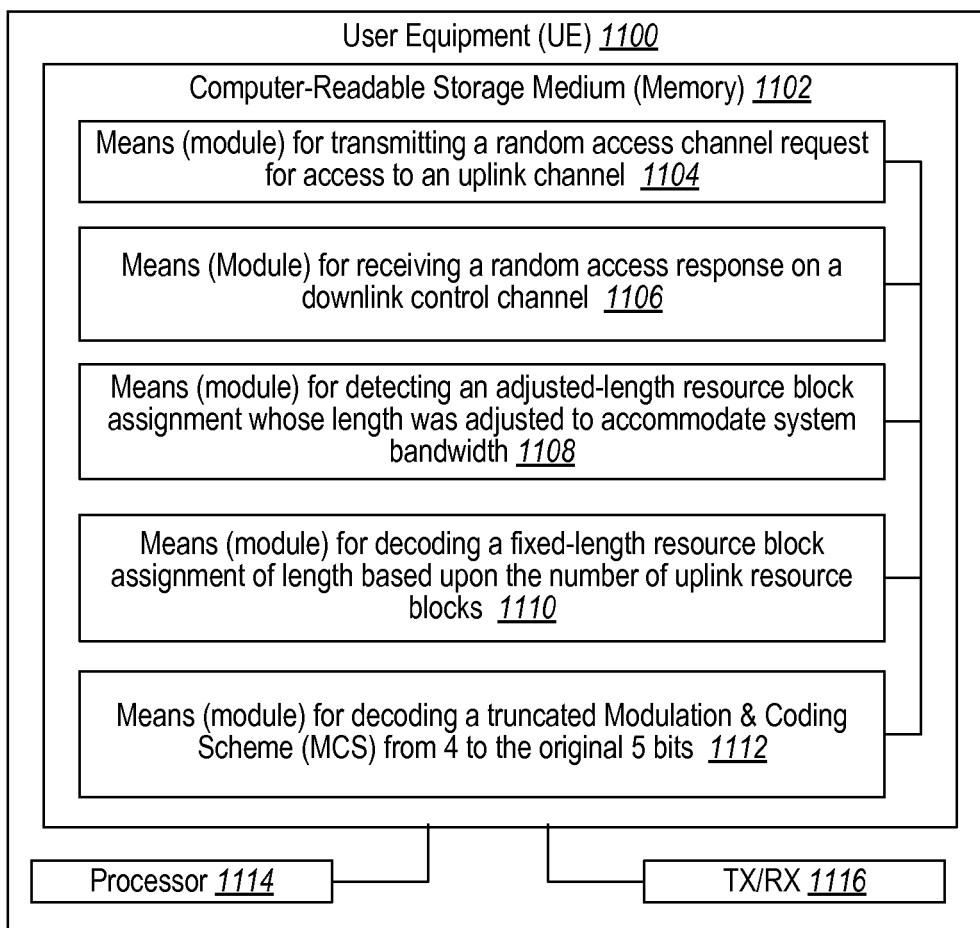 User Equipment (UE) 1100
Computer-Readable Storage Medium (Memory) 1102
Means (module) for transmitting a random access channel request
for access to an uplink channel 1104
Means (Module) for receiving a random access response on a
downlink control channel 1106
Means (module) for detecting an adjusted-length resource block
assignment whose length was adjusted to accommodate system
bandwidth 1108
Means (module) for decoding a fixed-length resource block
assignment of length based upon the number of uplink resource
blocks 1110
Means (module) for decoding a truncated Modulation & Coding
Scheme (MCS) from 4 to the original 5 bits 1112
Processor 1114
TX/RX 1116